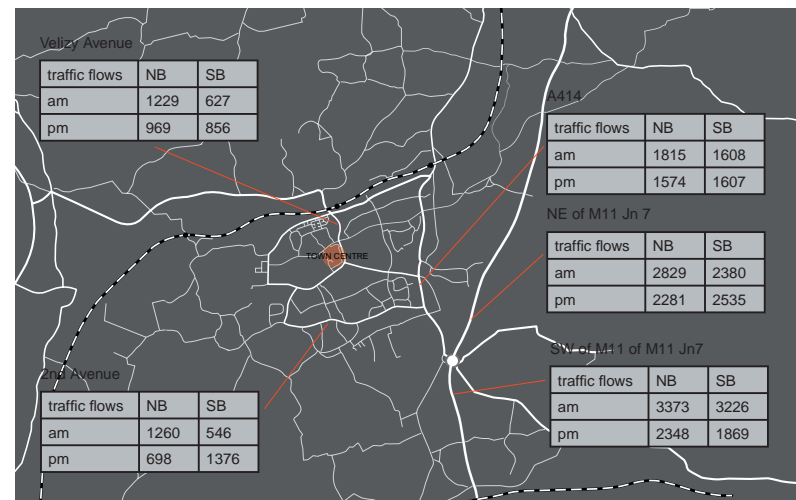 Velizy Avenue
traffic flows NB SB
am 1229 627
pm 969 856
A414
traffic flows NB SB
am 1815 1608
pm 1574 1607
NE of M11 Jn 7
traffic flows NB SB
am 2829 2380
pm 2281 2535
TOWN CENTRE
SW of M11 of M11 Jn7
traffic flows NB SB
am 3373 3226
pm 2348 1869
2nd Avenue
traffic flows NB SB
am 1260 546
pm 698 1376